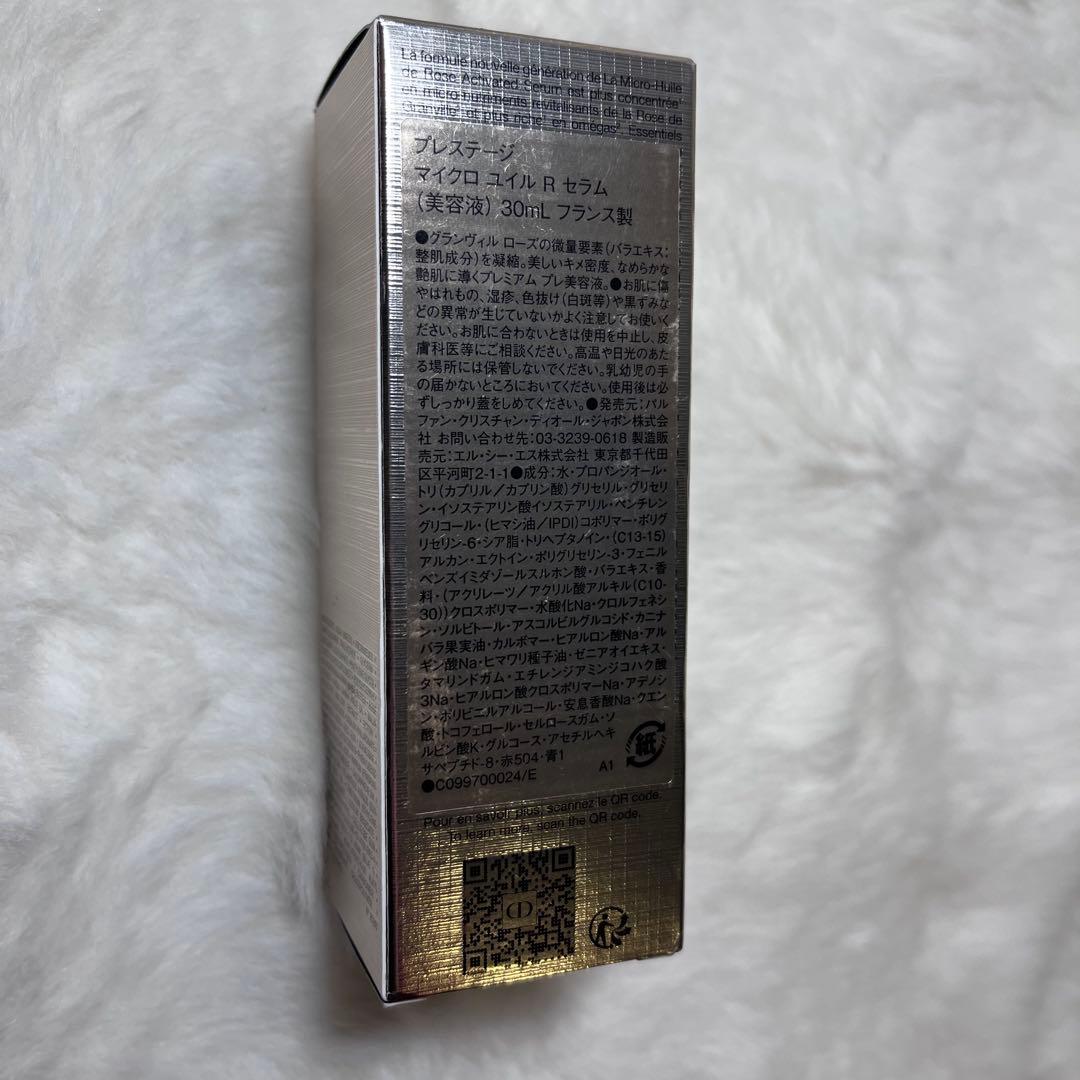 La formule nouvelle génération de La Micro-Huile
de Rose Activated Serum est plus concentrée¹
en micro-nutriments revitalisants de la Rose de
Granville¹ et plus riche¹ en omégas². Essentiels
プレステージ
マイクロ ユイル R セラム
(美容液) 30mL フランス製
●グランヴィル ローズの微量要素(バラエキス:
整肌成分)を凝縮。美しいキメ密度、なめらかな
艶肌に導くプレミアム プレ美容液。●お肌に傷
やはれもの、湿疹、色抜け(白斑等)や黒ずみな
どの異常が生じていないかよく注意してお使いく
ださい。お肌に合わないときは使用を中止し、皮
膚科医等にご相談ください。高温や日光のあた
る場所には保管しないでください。乳幼児の手
の届かないところにおいてください。使用後は必
ずしっかり蓋をしめてください。●発売元:パル
ファン・クリスチャン・ディオール・ジャポン株式会
社 お問い合わせ先:03-3239-0618 製造販
売元:エル・シー・エス株式会社 東京都千代田
区平河町2-1-1●成分:水・プロパンジオール・
トリ(カプリル/カプリン酸)グリセリル・グリセリ
ン・イソステアリン酸イソステアリル・ペンチレン
グリコール・(ヒマシ油/IPDI)コポリマー・ポリグ
リセリン-6・シア脂・トリヘプタノイン・(C13-15)
アルカン・エクトイン・ポリグリセリン-3・フェニル
ベンズイミダゾールスルホン酸・バラエキス・香
料・(アクリレーツ/アクリル酸アルキル(C10-
30))クロスポリマー・水酸化Na・クロルフェネシ
ン・ソルビトール・アスコルビルグルコシド・カニナ
バラ果実油・カルボマー・ヒアルロン酸Na・アル
ギン酸Na・ヒマワリ種子油・ゼニアオイエキス・
タマリンドガム・エチレンジアミンジコハク酸
3Na・ヒアルロン酸クロスポリマーNa・アデノシ
ン・ポリビニルアルコール・安息香酸Na・クエン
酸・トコフェロール・セルロースガム・ソ
ルビン酸K・グルコース・アセチルヘキ
サペプチド-8・赤504・青1
●C099700024/E
A1
紙
Pour en savoir plus, scannez le QR code.
To learn more, scan the QR code.
CD